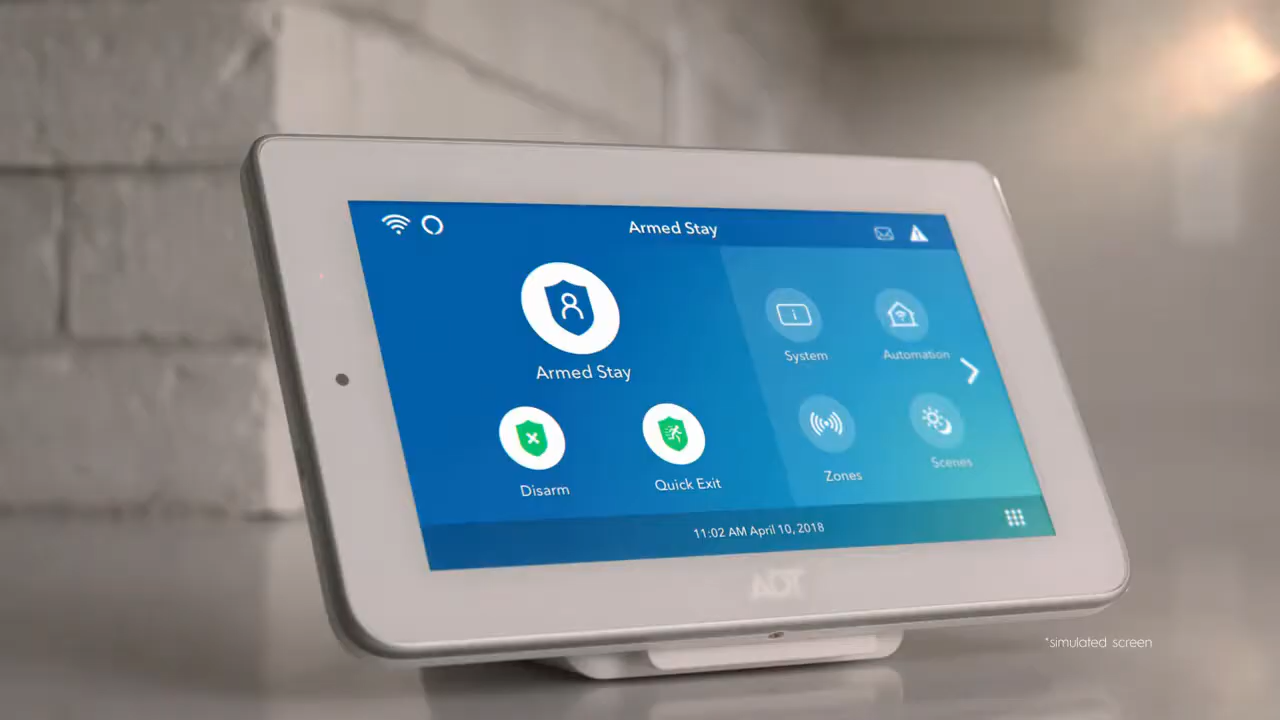 Armed Stay
Armed Stay
System
Automation
Disarm
Quick Exit
Zones
Scenes
11:02 AM April 10, 2018
*simulated screen